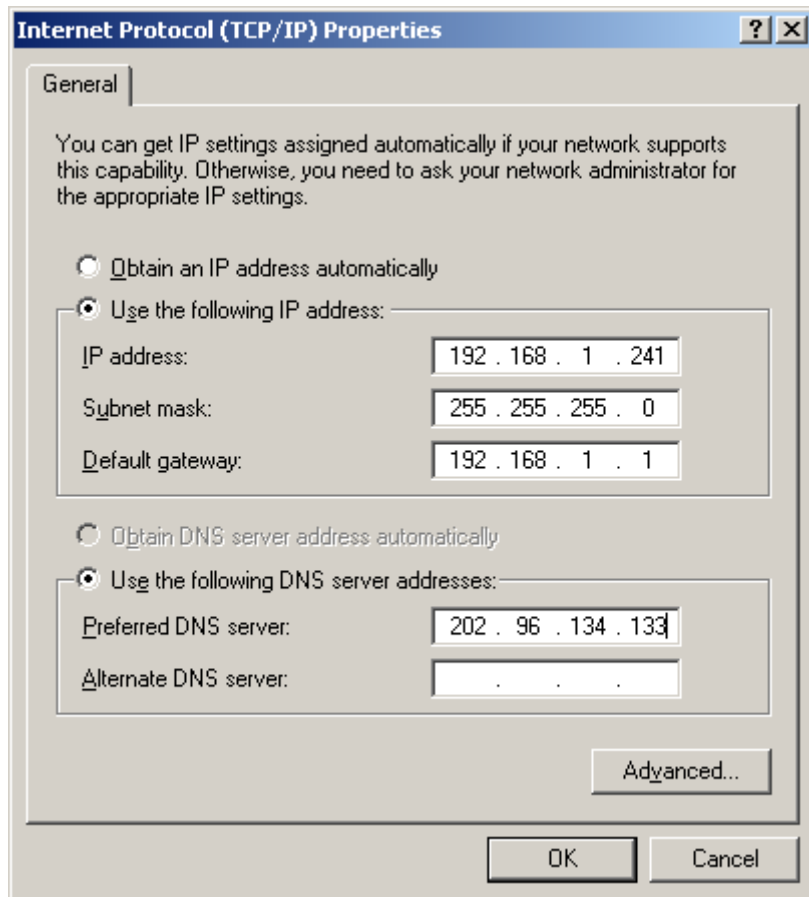 Internet Protocol (TCP/IP) Properties
General
You can get IP settings assigned automatically if your network supports
this capability. Otherwise, you need to ask your network administrator for
the appropriate IP settings.
Obtain an IP address automatically
Use the following IP address:
IP address: 192 . 168 . 1 . 241
Subnet mask: 255 . 255 . 255 . 0
Default gateway: 192 . 168 . 1 . 1
Obtain DNS server address automatically
Use the following DNS server addresses:
Preferred DNS server: 202 . 96 . 134 . 133
Alternate DNS server: . . .
Advanced...
OK Cancel